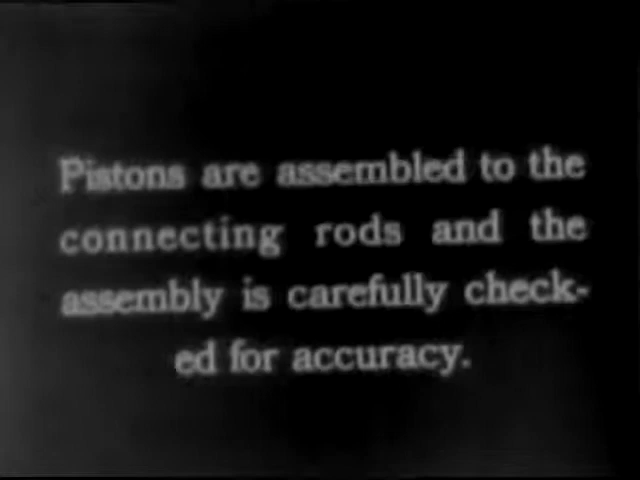 Pistons are assembled to the
connecting rods and the
assembly is carefully check-
ed for accuracy.